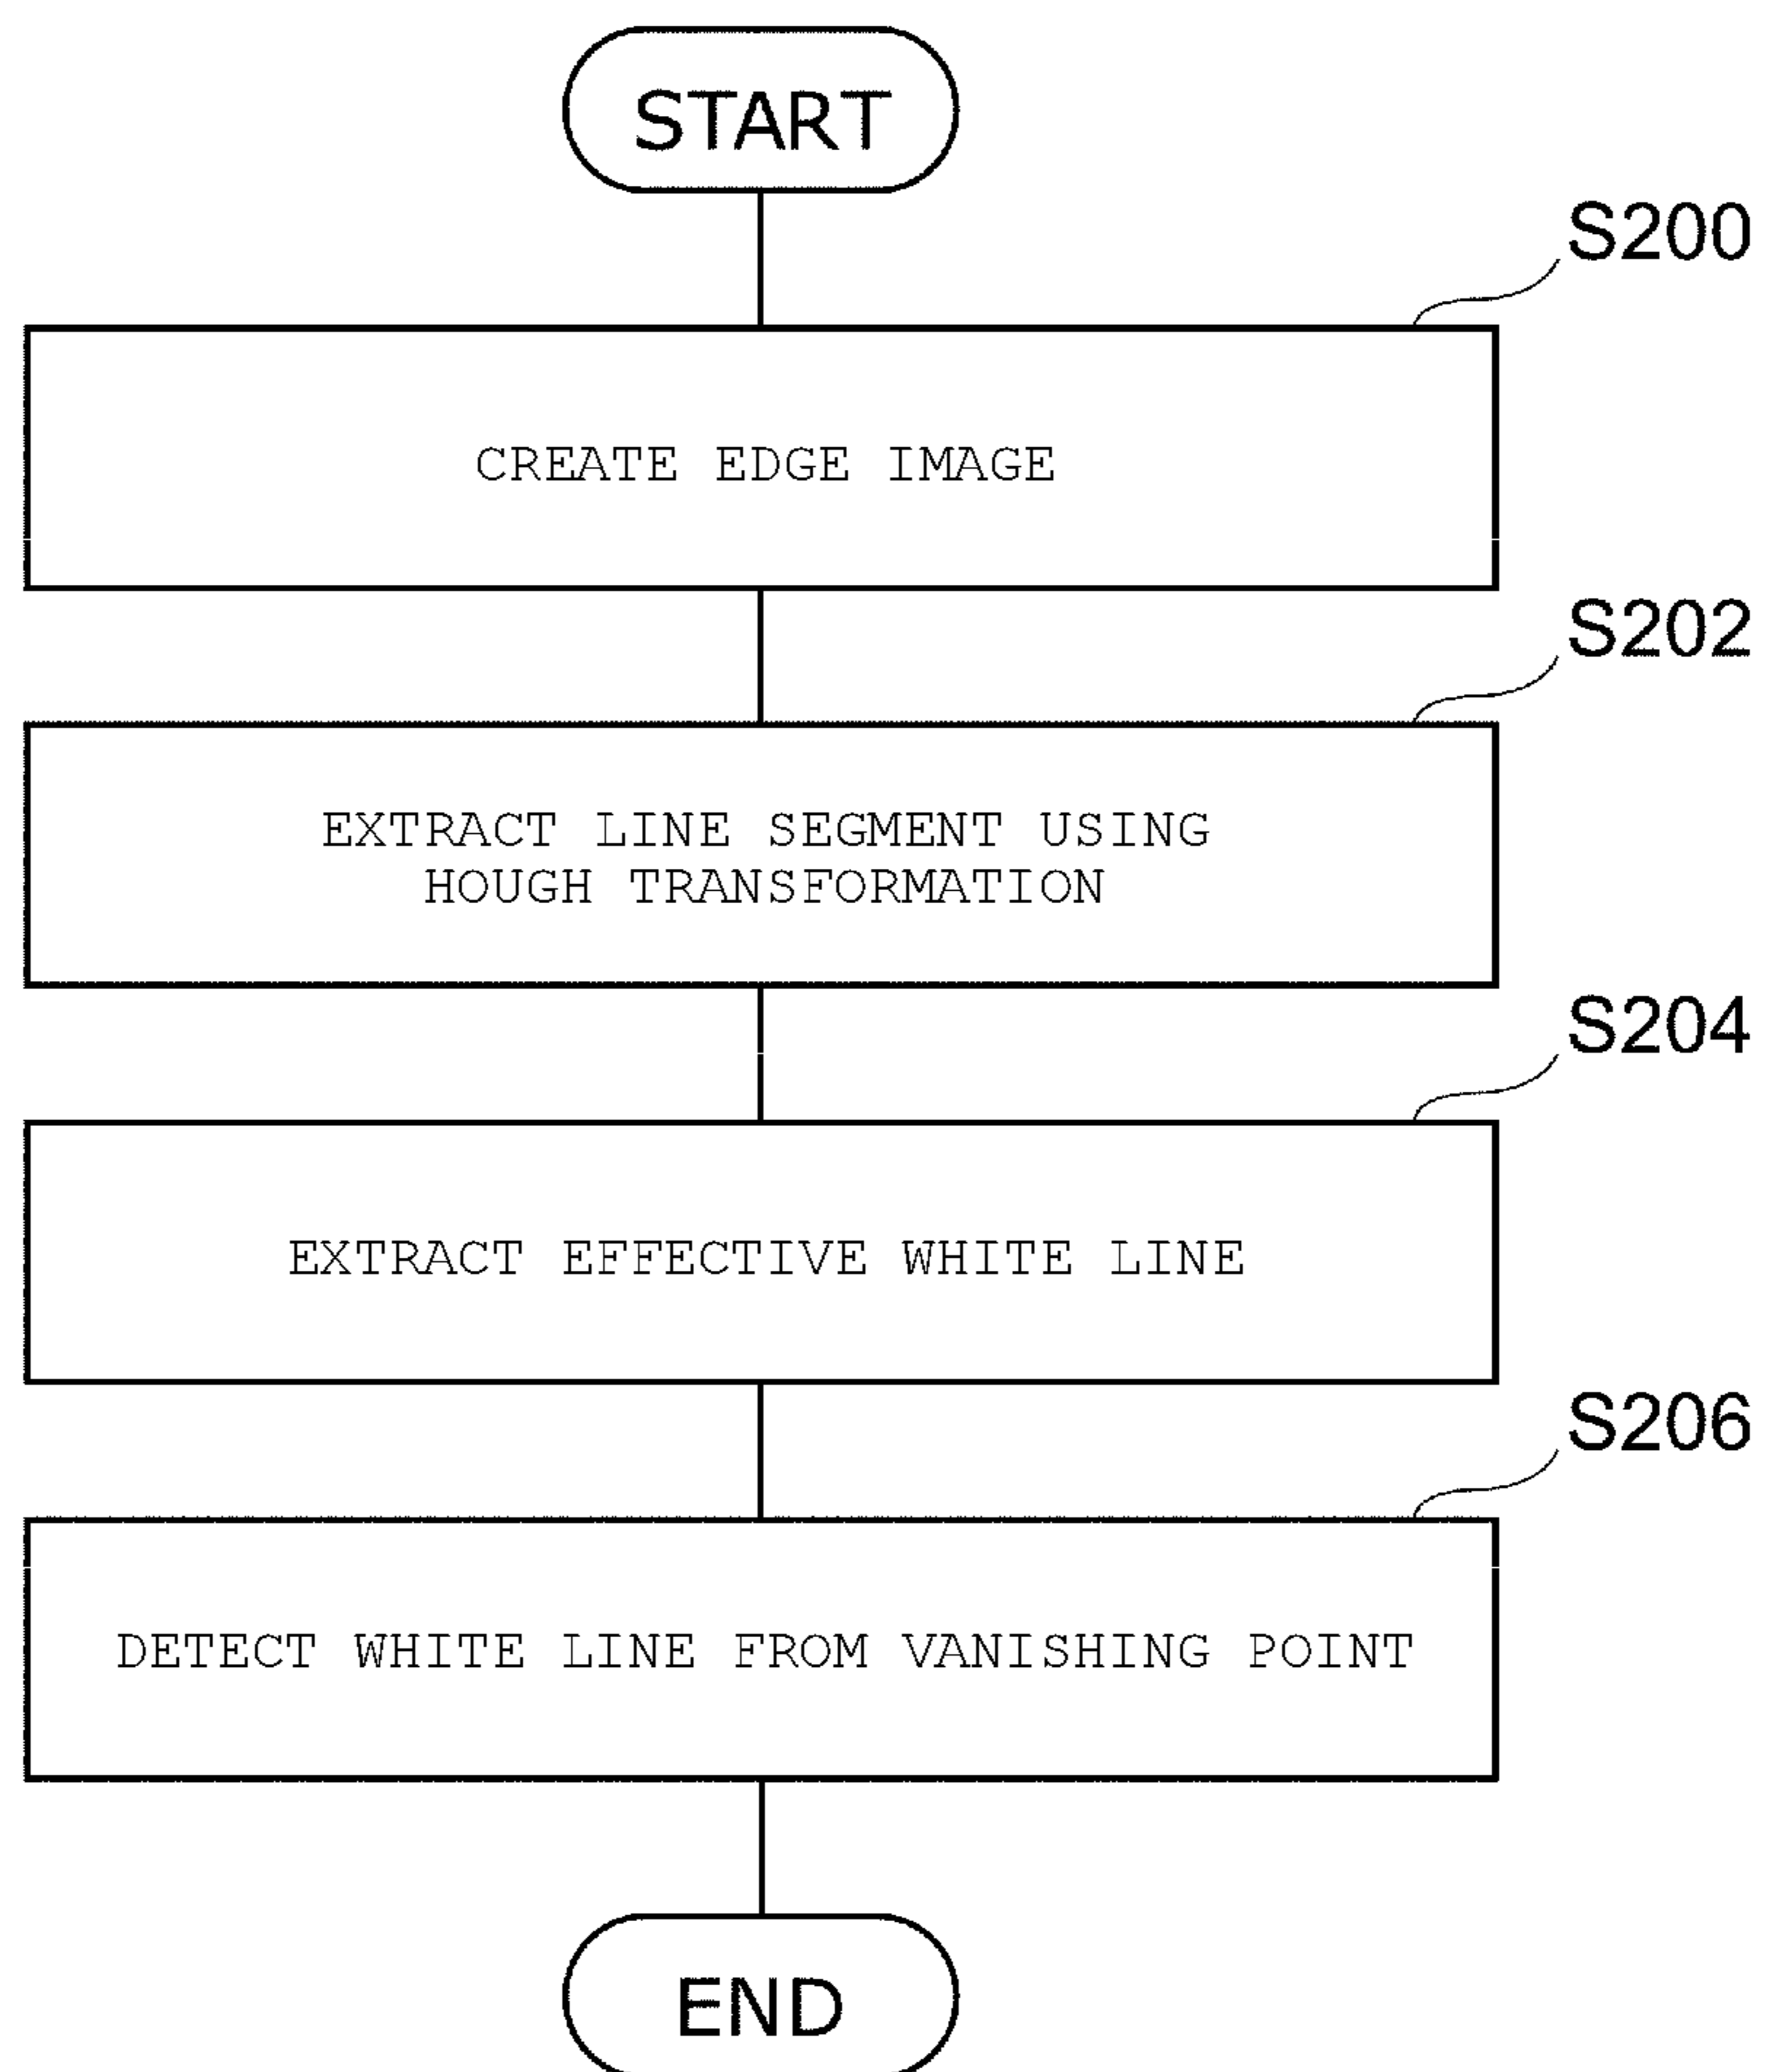 START
S200
CREATE EDGE IMAGE
S202
EXTRACT LINE SEGMENT USING
HOUGH TRANSFORMATION
S204
EXTRACT EFFECTIVE WHITE LINE
S206
DETECT WHITE LINE FROM VANISHING POINT
END